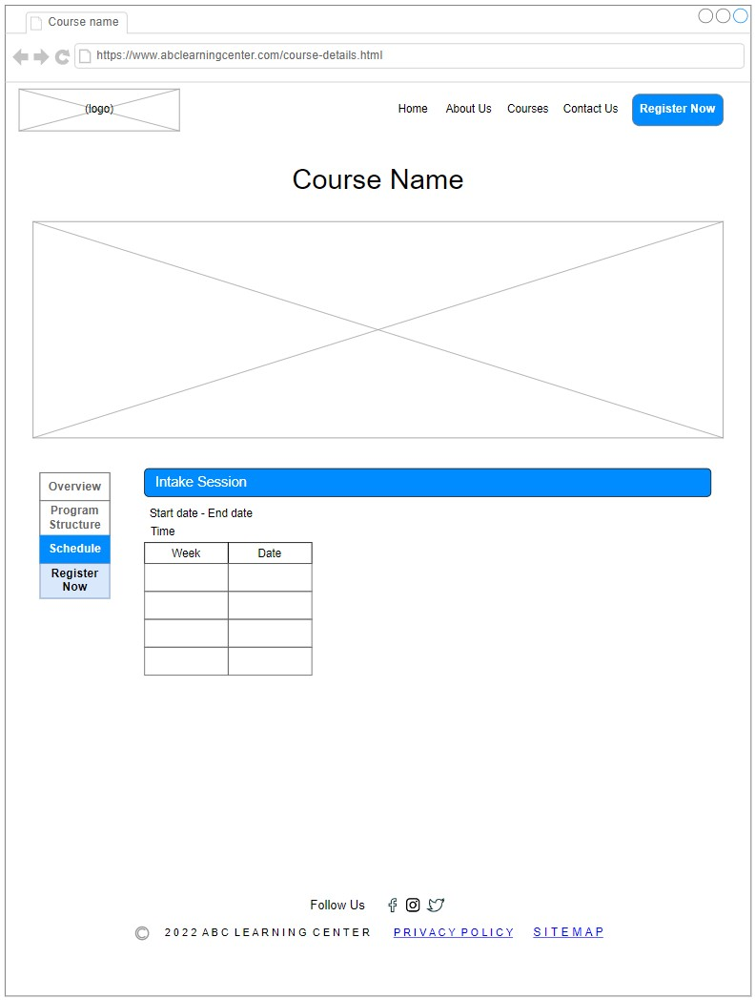 Course name
https://www.abclearningcenter.com/course-details.html
(logo)
Home About Us Courses Contact Us Register Now
Course Name
Overview
Program
Structure
Schedule
Register
Now
Intake Session
Start date - End date
Time
Week Date
Follow Us
© 2022 ABC LEARNING CENTER PRIVACY POLICY SITEMAP